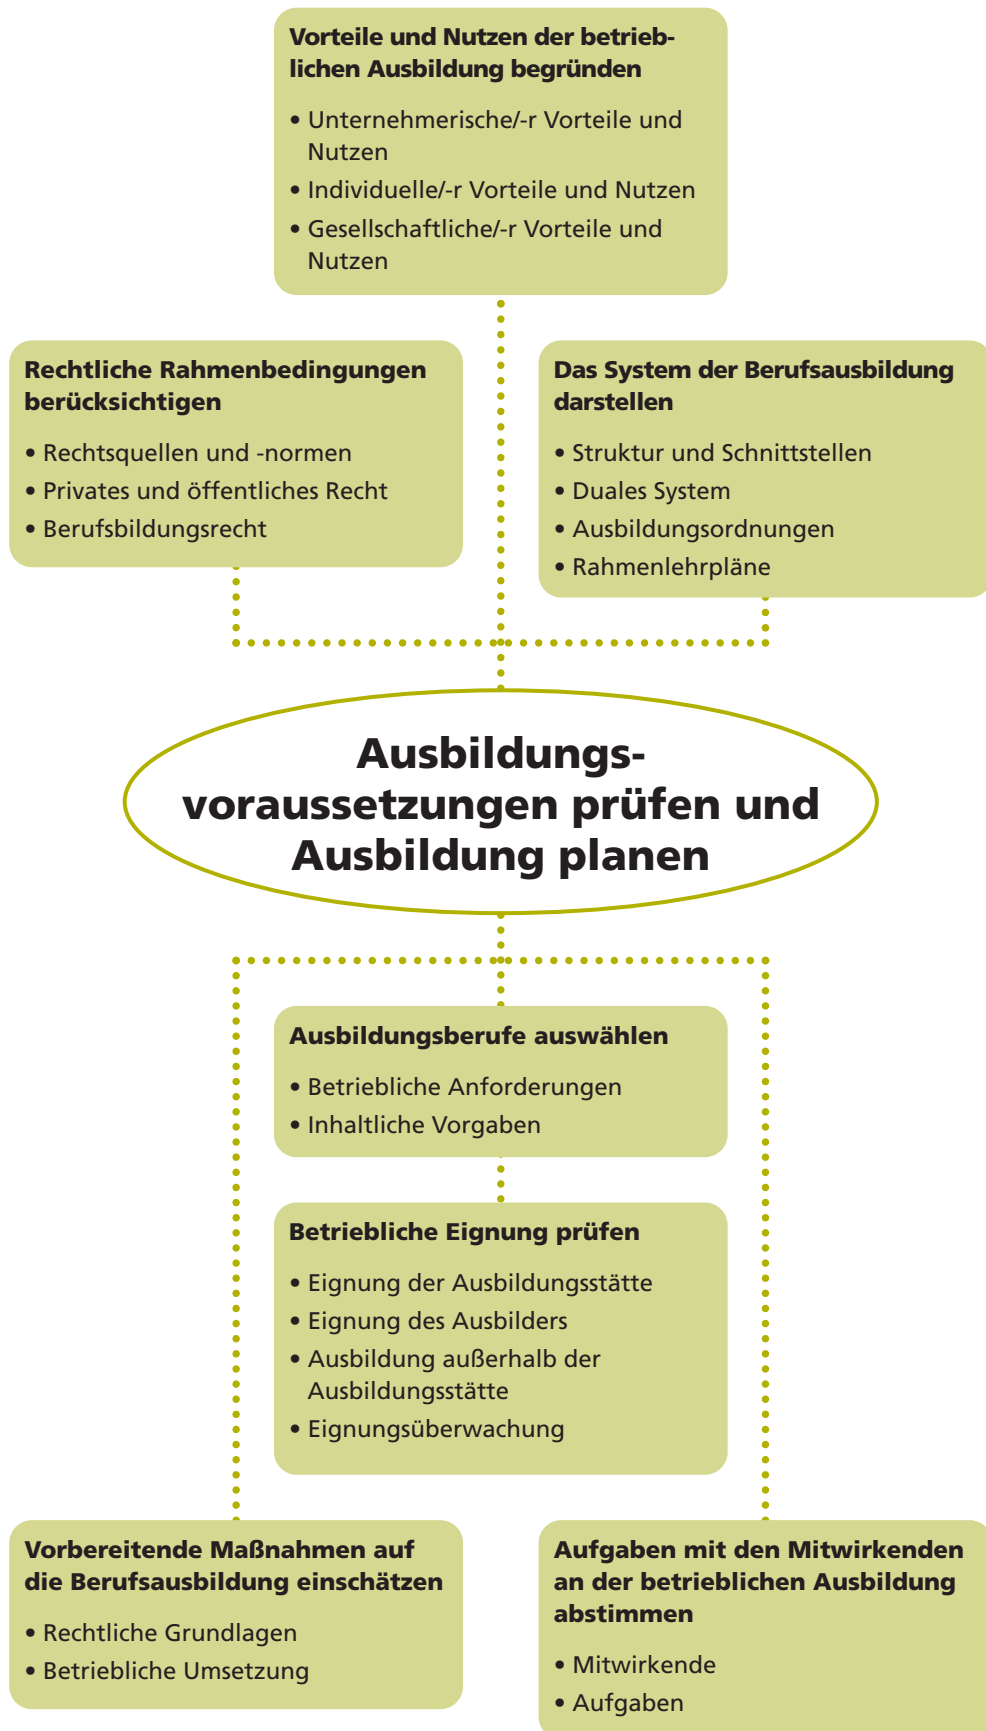 Vorteile und Nutzen der betrieb-
lichen Ausbildung begründen
• Unternehmerische/-r Vorteile und
Nutzen
• Individuelle/-r Vorteile und Nutzen
• Gesellschaftliche/-r Vorteile und
Nutzen
Rechtliche Rahmenbedingungen
berücksichtigen
• Rechtsquellen und -normen
• Privates und öffentliches Recht
• Berufsbildungsrecht
Das System der Berufsausbildung
darstellen
• Struktur und Schnittstellen
• Duales System
• Ausbildungsordnungen
• Rahmenlehrpläne
Ausbildungs-
voraussetzungen prüfen und
Ausbildung planen
Ausbildungsberufe auswählen
• Betriebliche Anforderungen
• Inhaltliche Vorgaben
Betriebliche Eignung prüfen
• Eignung der Ausbildungsstätte
• Eignung des Ausbilders
• Ausbildung außerhalb der
Ausbildungsstätte
• Eignungsüberwachung
Vorbereitende Maßnahmen auf
die Berufsausbildung einschätzen
• Rechtliche Grundlagen
• Betriebliche Umsetzung
Aufgaben mit den Mitwirkenden
an der betrieblichen Ausbildung
abstimmen
• Mitwirkende
• Aufgaben